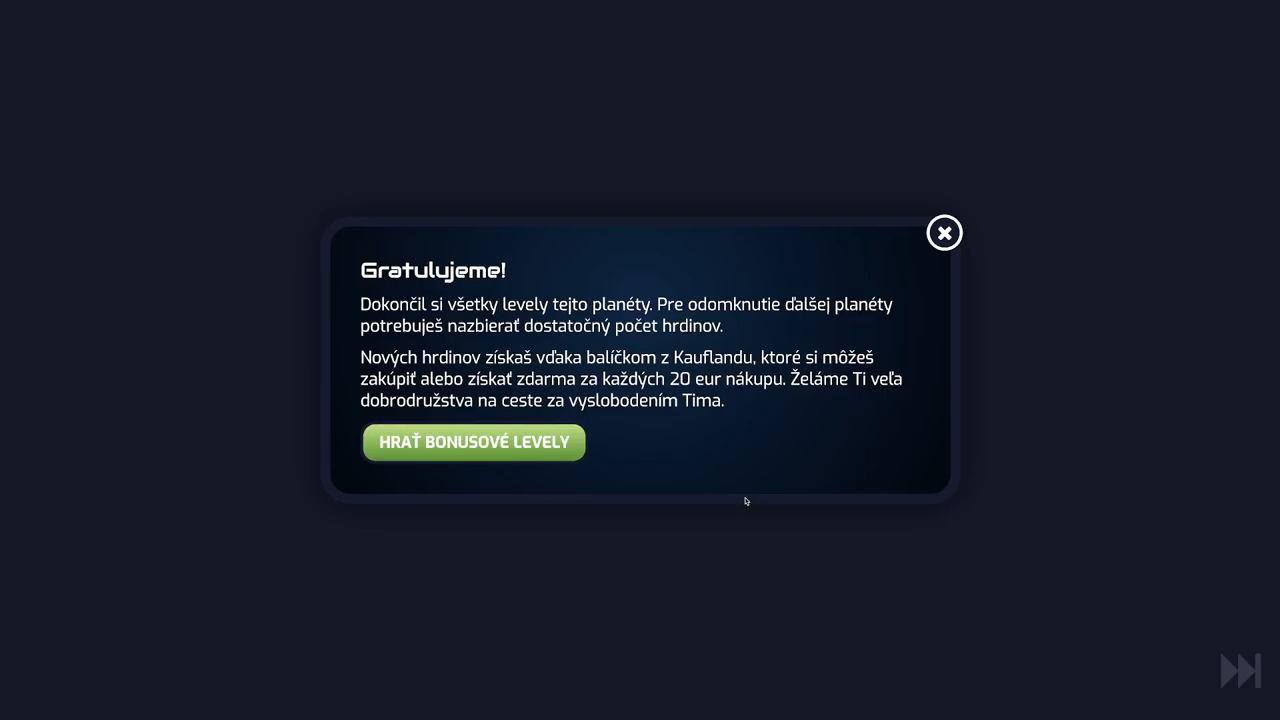 Gratulujeme!
Dokončil si všetky levely tejto planéty. Pre odomknutie ďalšej planéty
potrebuješ nazbierať dostatočný počet hrdinov.
Nových hrdinov získaš vďaka balíčkom z Kauflandu, ktoré si môžeš
zakúpiť alebo získať zdarma za každých 20 eur nákupu. Želáme Ti veľa
dobrodružstva na ceste za vyslobodením Tima.
HRAŤ BONUSOVÉ LEVELY